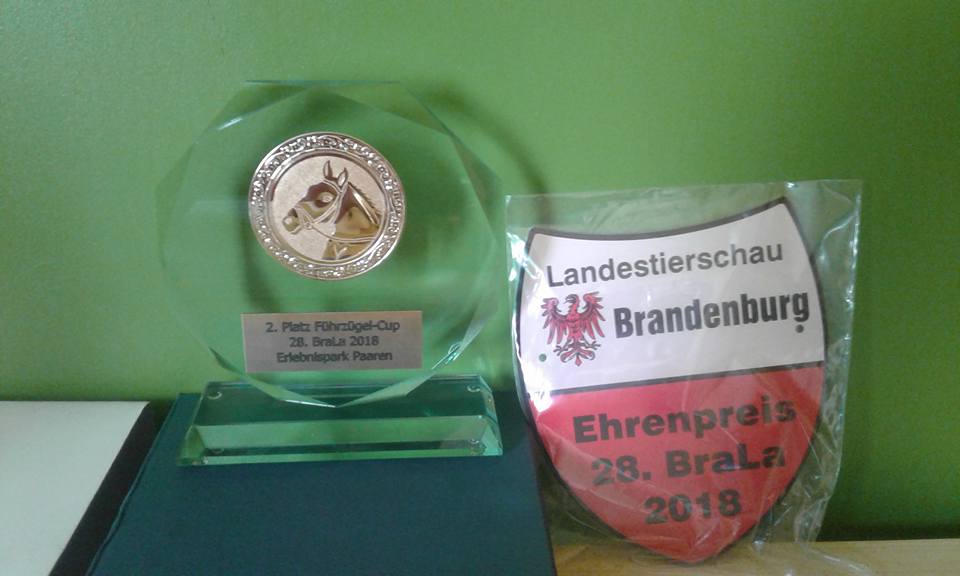 2. Platz Führzügel-Cup
28. BraLa 2018
Erlebnispark Paaren
Landestierschau
Brandenburg
Ehrenpreis
28. BraLa
2018